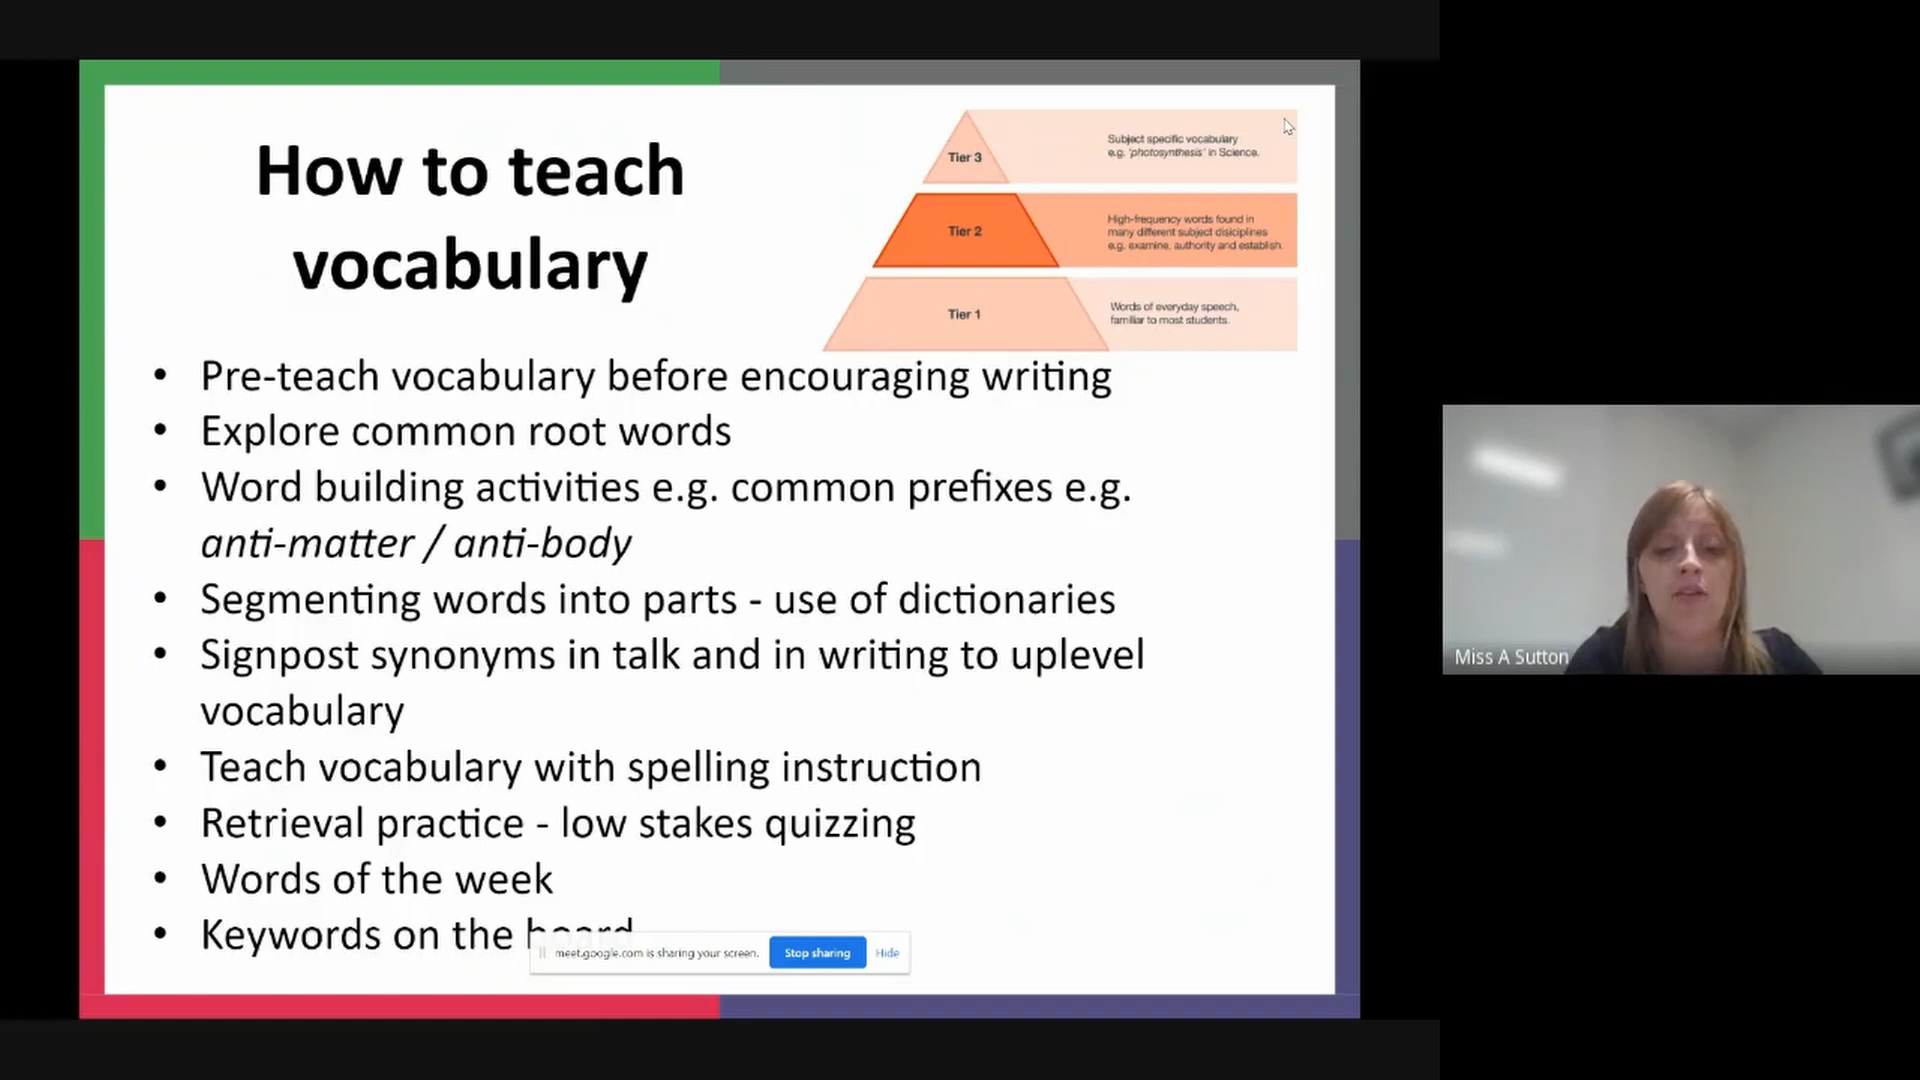 How to teach
vocabulary
Tier 3
Subject specific vocabulary
e.g. 'photosynthesis' in Science.
Tier 2
High-frequency words found in
many different subject disiciplines
e.g. examine, authority and establish.
Tier 1
Words of everyday speech,
familiar to most students.
• Pre-teach vocabulary before encouraging writing
• Explore common root words
• Word building activities e.g. common prefixes e.g.
anti-matter / anti-body
• Segmenting words into parts - use of dictionaries
• Signpost synonyms in talk and in writing to uplevel
vocabulary
• Teach vocabulary with spelling instruction
• Retrieval practice - low stakes quizzing
• Words of the week
• Keywords on the board
meet.google.com is sharing your screen.
Stop sharing
Hide
Miss A Sutton